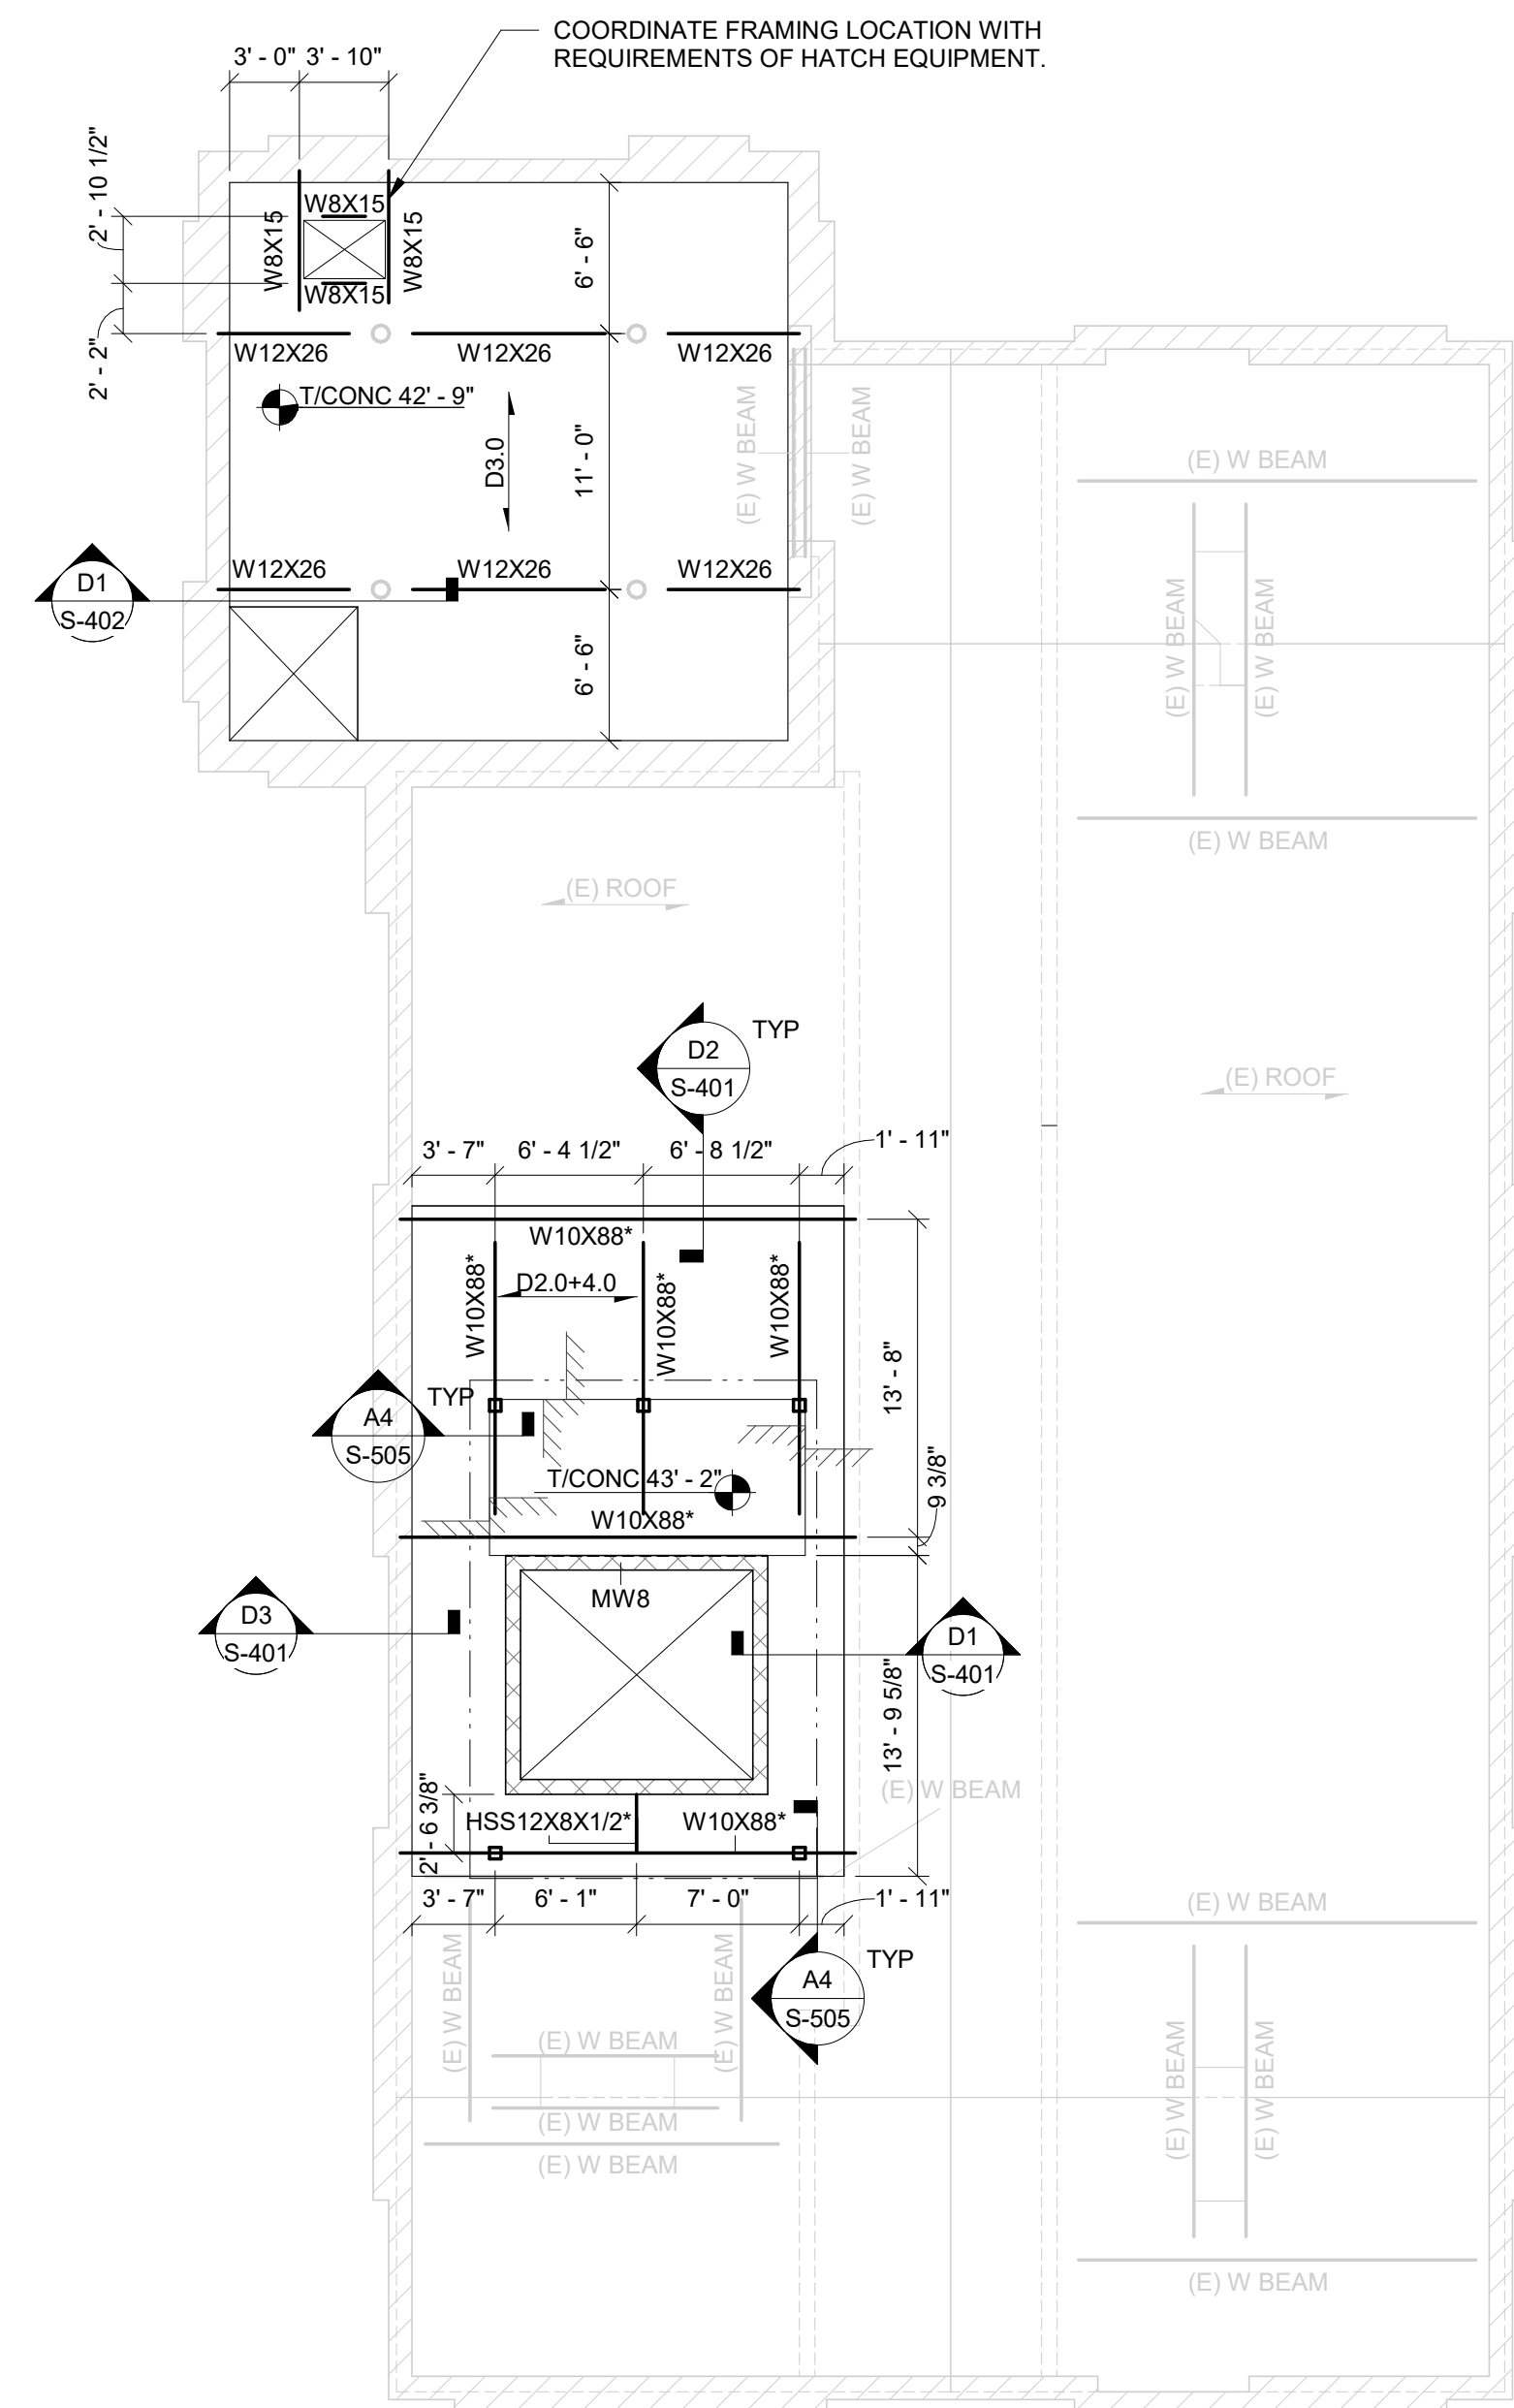 COORDINATE FRAMING LOCATION WITH
REQUIREMENTS OF HATCH EQUIPMENT.
3' - 0"
3' - 10"
2' - 10 1/2"
2' - 2"
W8X15
W8X15
W8X15
W8X15
6' - 6"
W12X26
W12X26
W12X26
T/CONC 42' - 9"
D3.0
11' - 0"
(E) W BEAM
(E) W BEAM
(E) W BEAM
W12X26
W12X26
W12X26
D1
S-402
6' - 6"
(E) W BEAM
(E) W BEAM
(E) W BEAM
(E) ROOF
D2
S-401
TYP
(E) ROOF
3' - 7"
6' - 4 1/2"
6' - 8 1/2"
1' - 11"
W10X88*
W10X88*
D2.0+4.0
W10X88*
W10X88*
13' - 8"
A4
S-505
TYP
T/CONC 43' - 2"
W10X88*
9 3/8"
MW8
D3
S-401
D1
S-401
13' - 9 5/8"
2' - 6 3/8"
HSS12X8X1/2*
W10X88*
(E) W BEAM
3' - 7"
6' - 1"
7' - 0"
1' - 11"
(E) W BEAM
A4
S-505
TYP
(E) W BEAM
(E) W BEAM
(E) W BEAM
(E) W BEAM
(E) W BEAM
(E) W BEAM
(E) W BEAM
(E) W BEAM